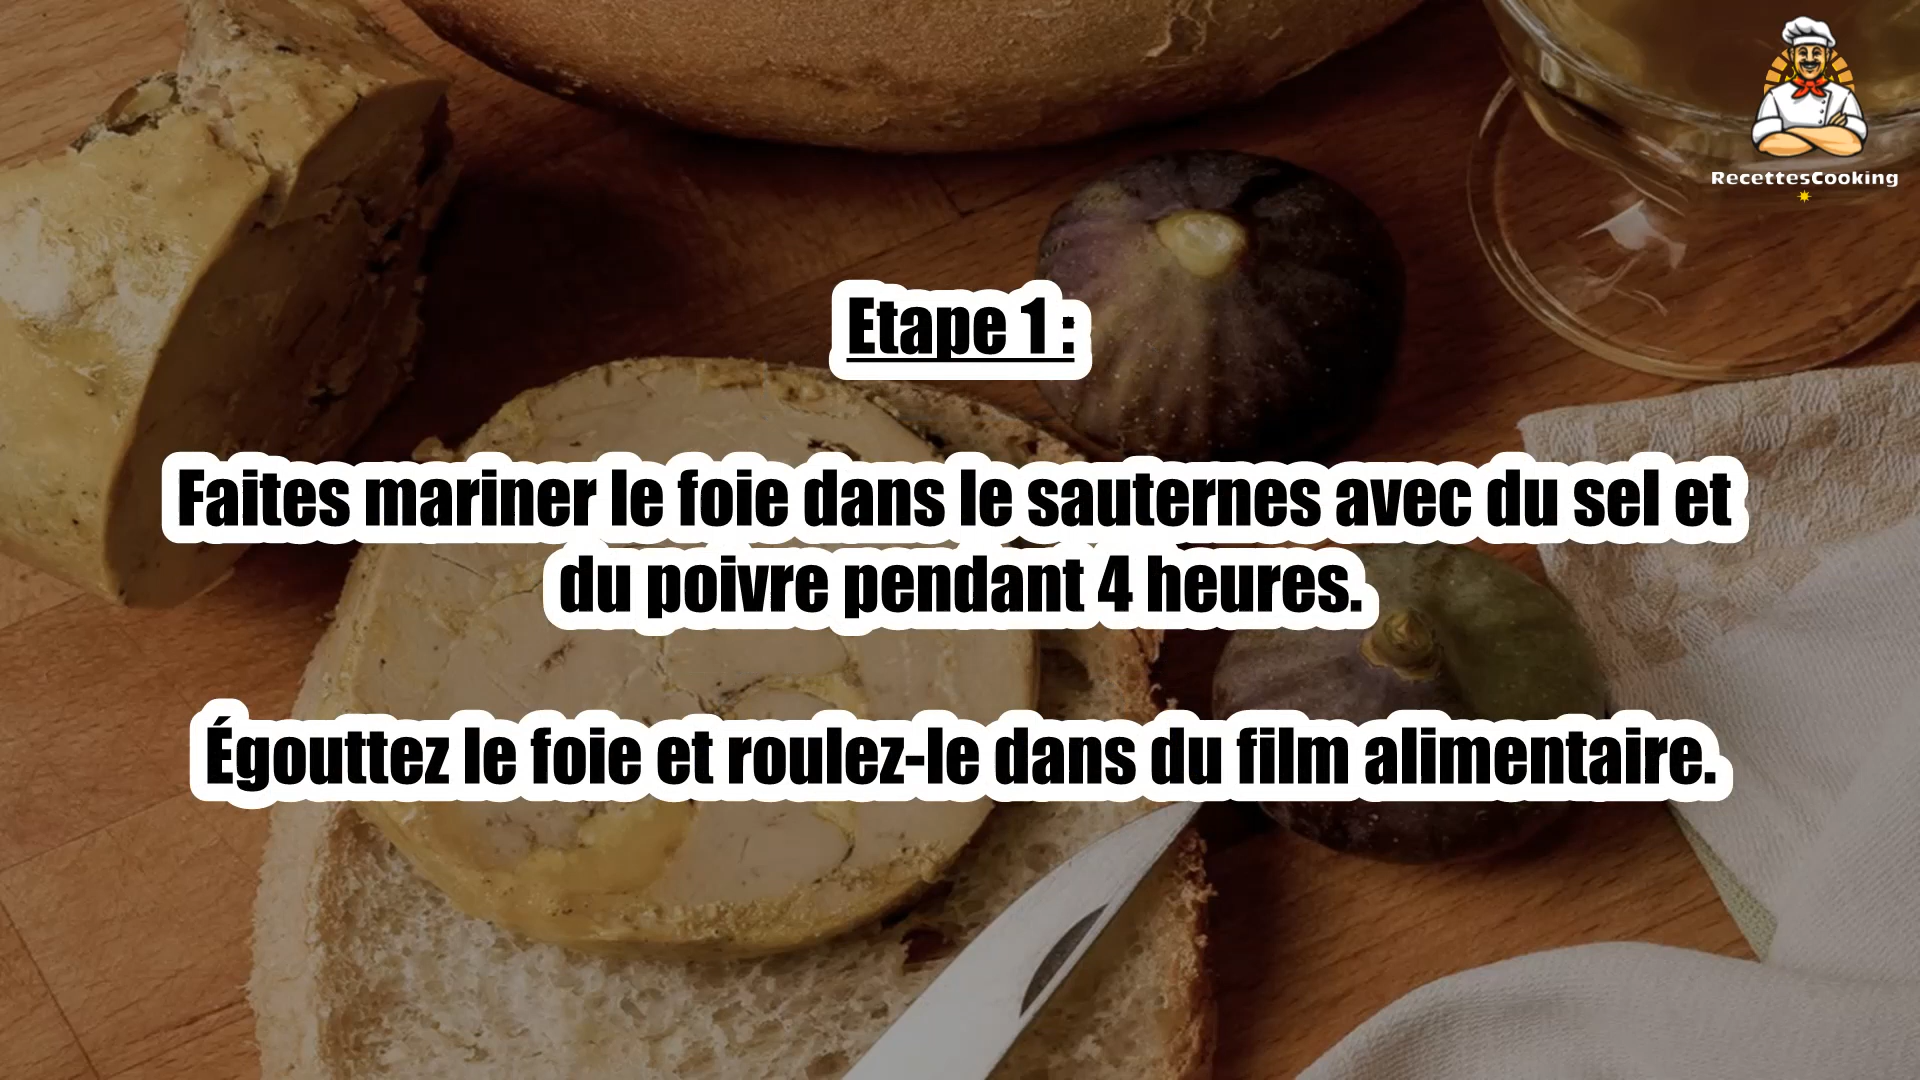 RecettesCooking
Etape 1 :
Faites mariner le foie dans le sauternes avec du sel et
du poivre pendant 4 heures.
Égouttez le foie et roulez-le dans du film alimentaire.